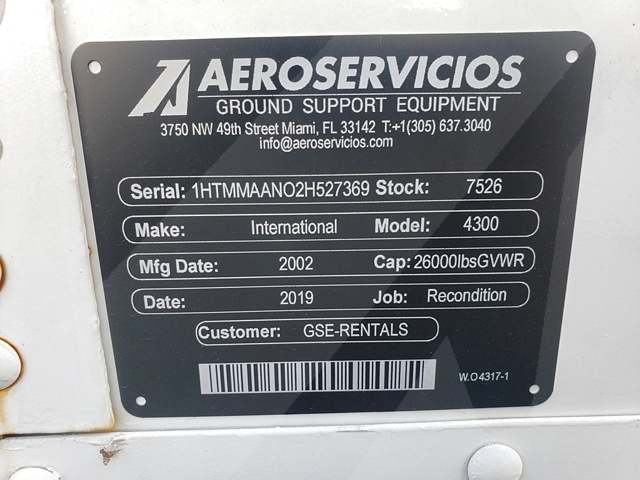 AEROSERVICIOS
GROUND SUPPORT EQUIPMENT
3750 NW 49th Street Miami, FL 33142 T:+1(305) 637.3040
info@aeroservicios.com
Serial: 1HTMMAANO2H527369 Stock: 7526
Make: International Model: 4300
Mfg Date: 2002 Cap: 26000lbsGVWR
Date: 2019 Job: Recondition
Customer: GSE-RENTALS
W.O4317-1